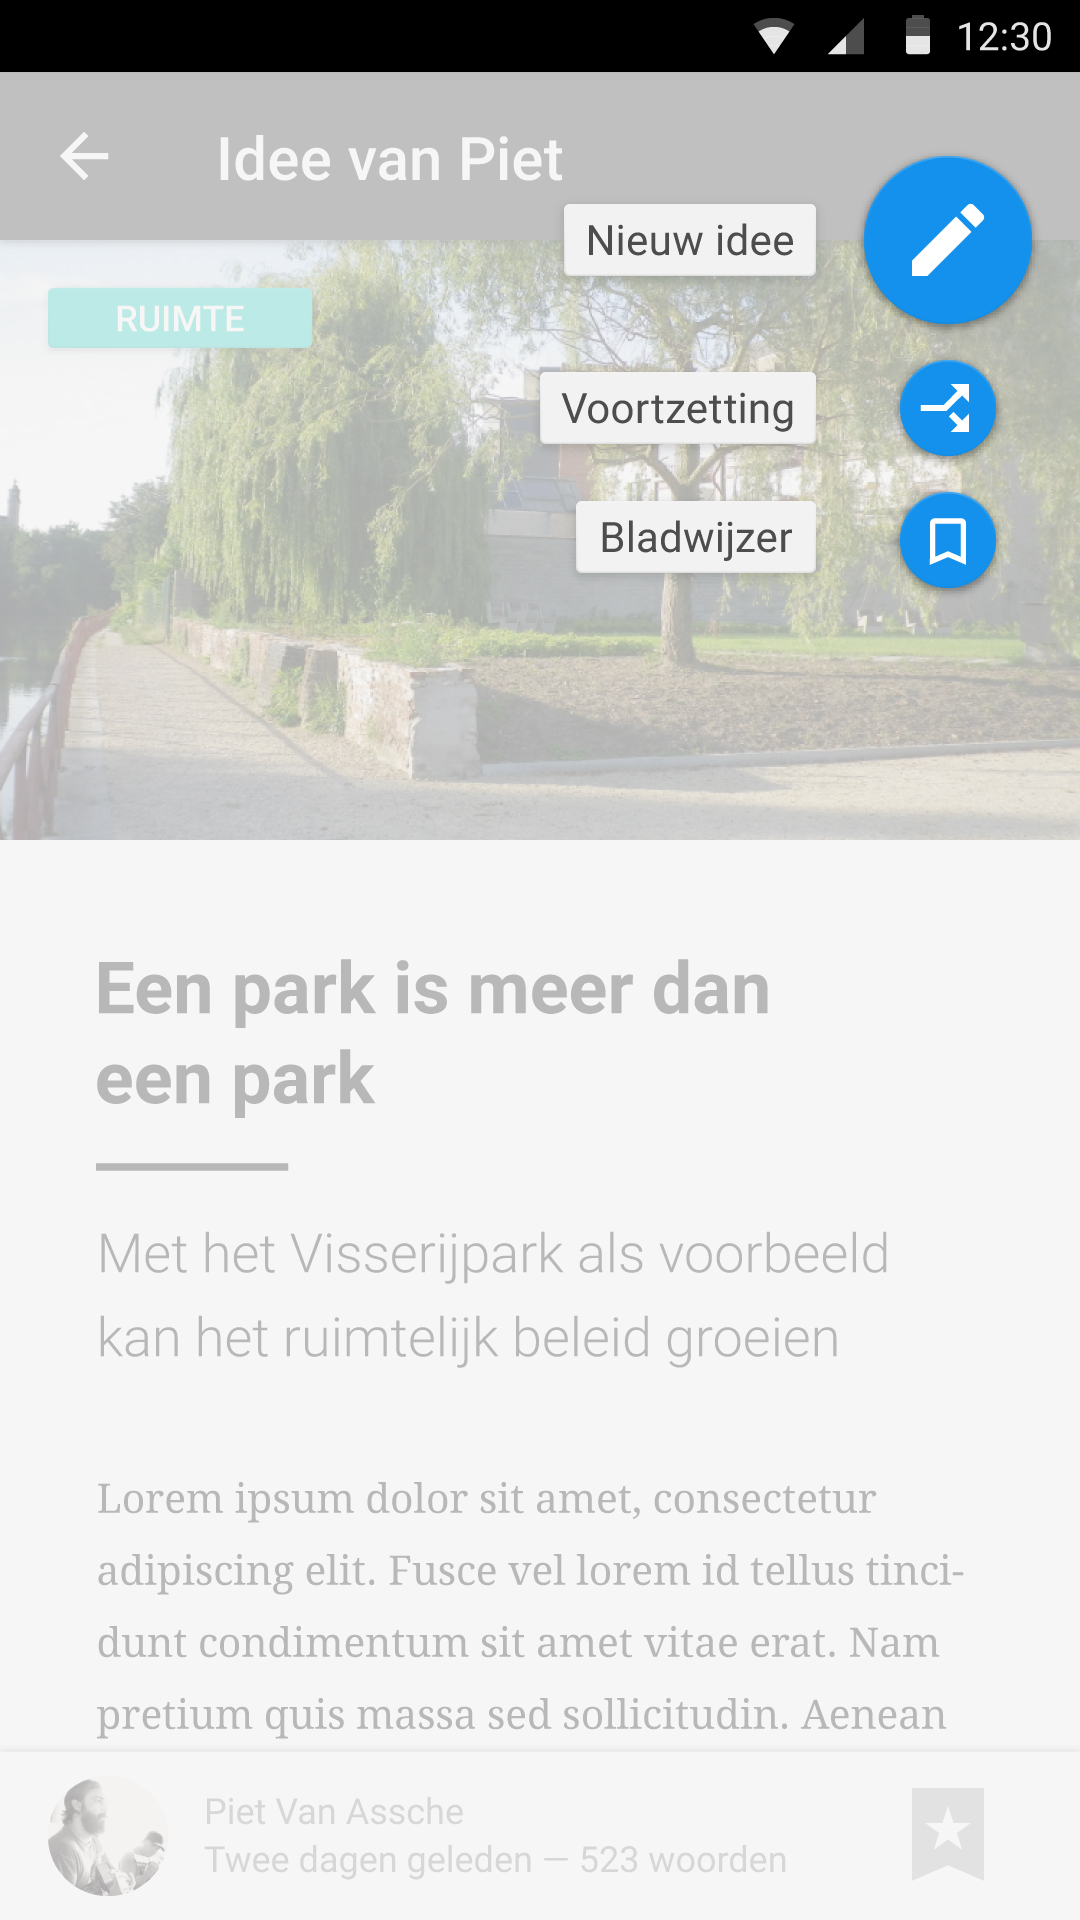 12:30
Idee van Piet
Nieuw idee
RUIMTE
Voortzetting
Bladwijzer
Een park is meer dan
een park
Met het Visserijpark als voorbeeld
kan het ruimtelijk beleid groeien
Lorem ipsum dolor sit amet, consectetur
adipiscing elit. Fusce vel lorem id tellus tinci-
dunt condimentum sit amet vitae erat. Nam
pretium quis massa sed sollicitudin. Aenean
Piet Van Assche
Twee dagen geleden — 523 woorden